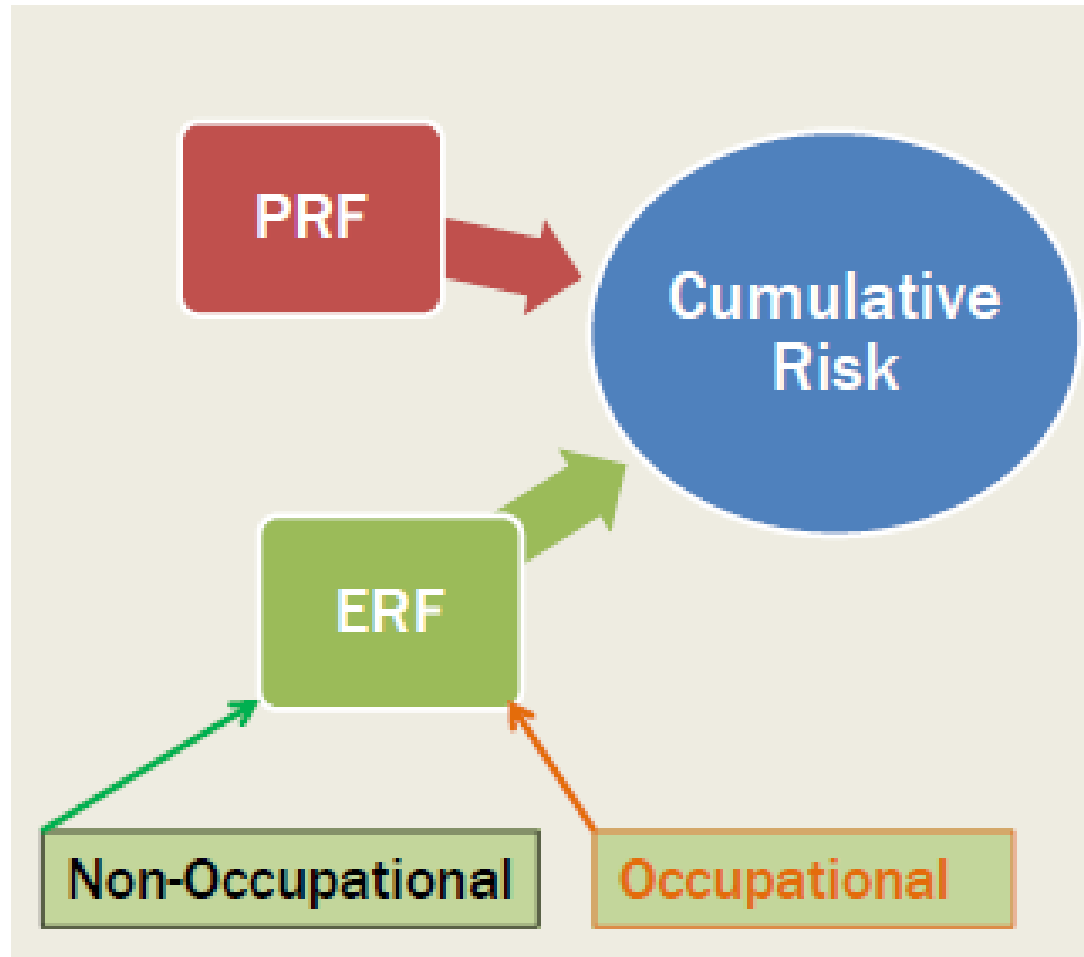 PRF
Cumulative
Risk
ERF
Non-Occupational
Occupational